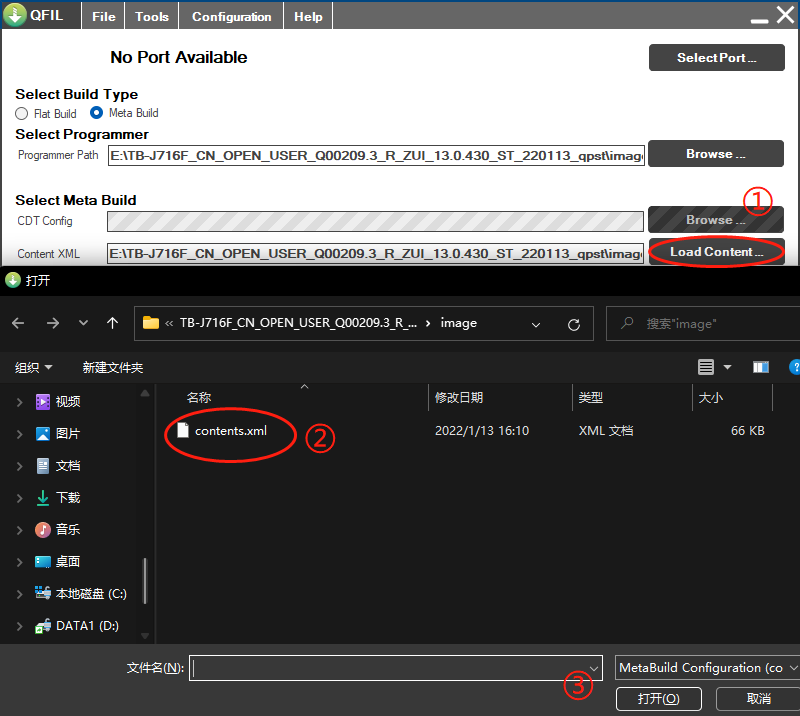 QFIL File Tools Configuration Help
No Port Available
Select Port ...
Select Build Type
Flat Build Meta Build
Select Programmer
Programmer Path E:\TB-J716F_CN_OPEN_USER_Q00209.3_R_ZUI_13.0.430_ST_220113_qpst\imag Browse ...
Select Meta Build
①
CDT Config Browse ...
Content XML E:\TB-J716F_CN_OPEN_USER_Q00209.3_R_ZUI_13.0.430_ST_220113_qpst\imag Load Content ...
打开
« TB-J716F_CN_OPEN_USER_Q00209.3_R_... › image 搜索"image"
组织 新建文件夹
名称 修改日期 类型 大小
视频
contents.xml 2022/1/13 16:10 XML 文档 66 KB
②
图片
文档
下载
音乐
桌面
本地磁盘 (C:)
DATA1 (D:)
文件名(N): MetaBuild Configuration (co
③
打开(O) 取消